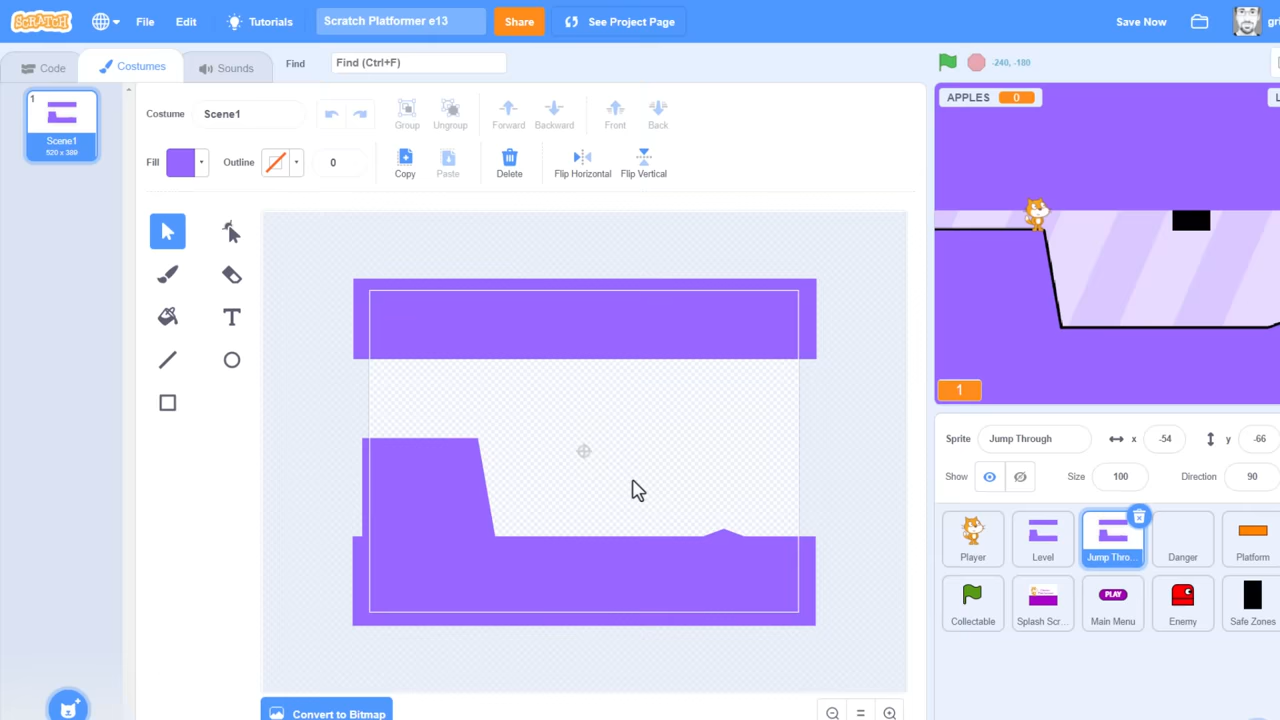 SCRATCH File Edit Tutorials Scratch Platformer e13 Share See Project Page Save Now
Code Costumes Sounds Find Find (Ctrl+F) -240, -180
1
Scene1
520 x 389
Costume Scene1 Group Ungroup Forward Backward Front Back
Fill Outline 0 Copy Paste Delete Flip Horizontal Flip Vertical
T
Convert to Bitmap
APPLES 0 L
1
Sprite Jump Through x -54 y -66
Show Size 100 Direction 90
Player Level Jump Thro... Danger Platform
PLAY
Collectable Splash Scr... Main Menu Enemy Safe Zones